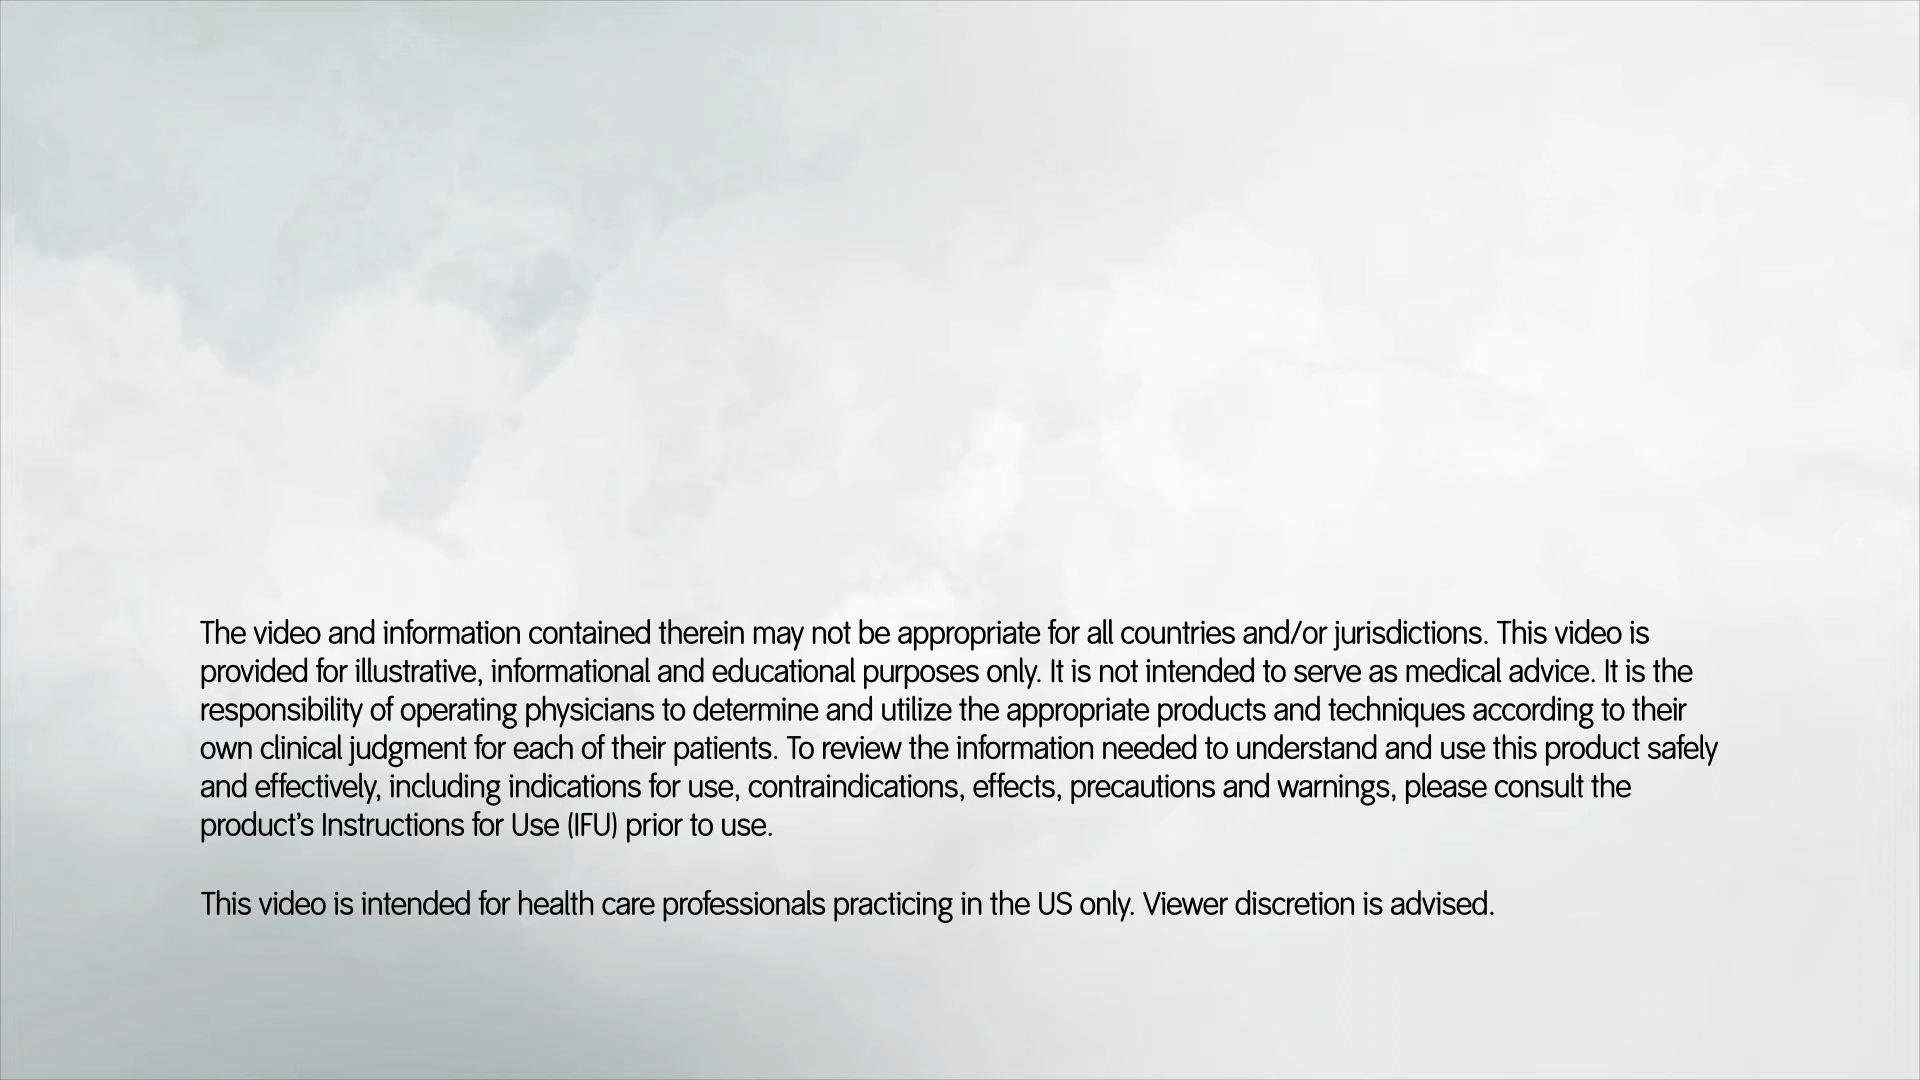 The video and information contained therein may not be appropriate for all countries and/or jurisdictions. This video is
provided for illustrative, informational and educational purposes only. It is not intended to serve as medical advice. It is the
responsibility of operating physicians to determine and utilize the appropriate products and techniques according to their
own clinical judgment for each of their patients. To review the information needed to understand and use this product safely
and effectively, including indications for use, contraindications, effects, precautions and warnings, please consult the
product’s Instructions for Use (IFU) prior to use.
This video is intended for health care professionals practicing in the US only. Viewer discretion is advised.